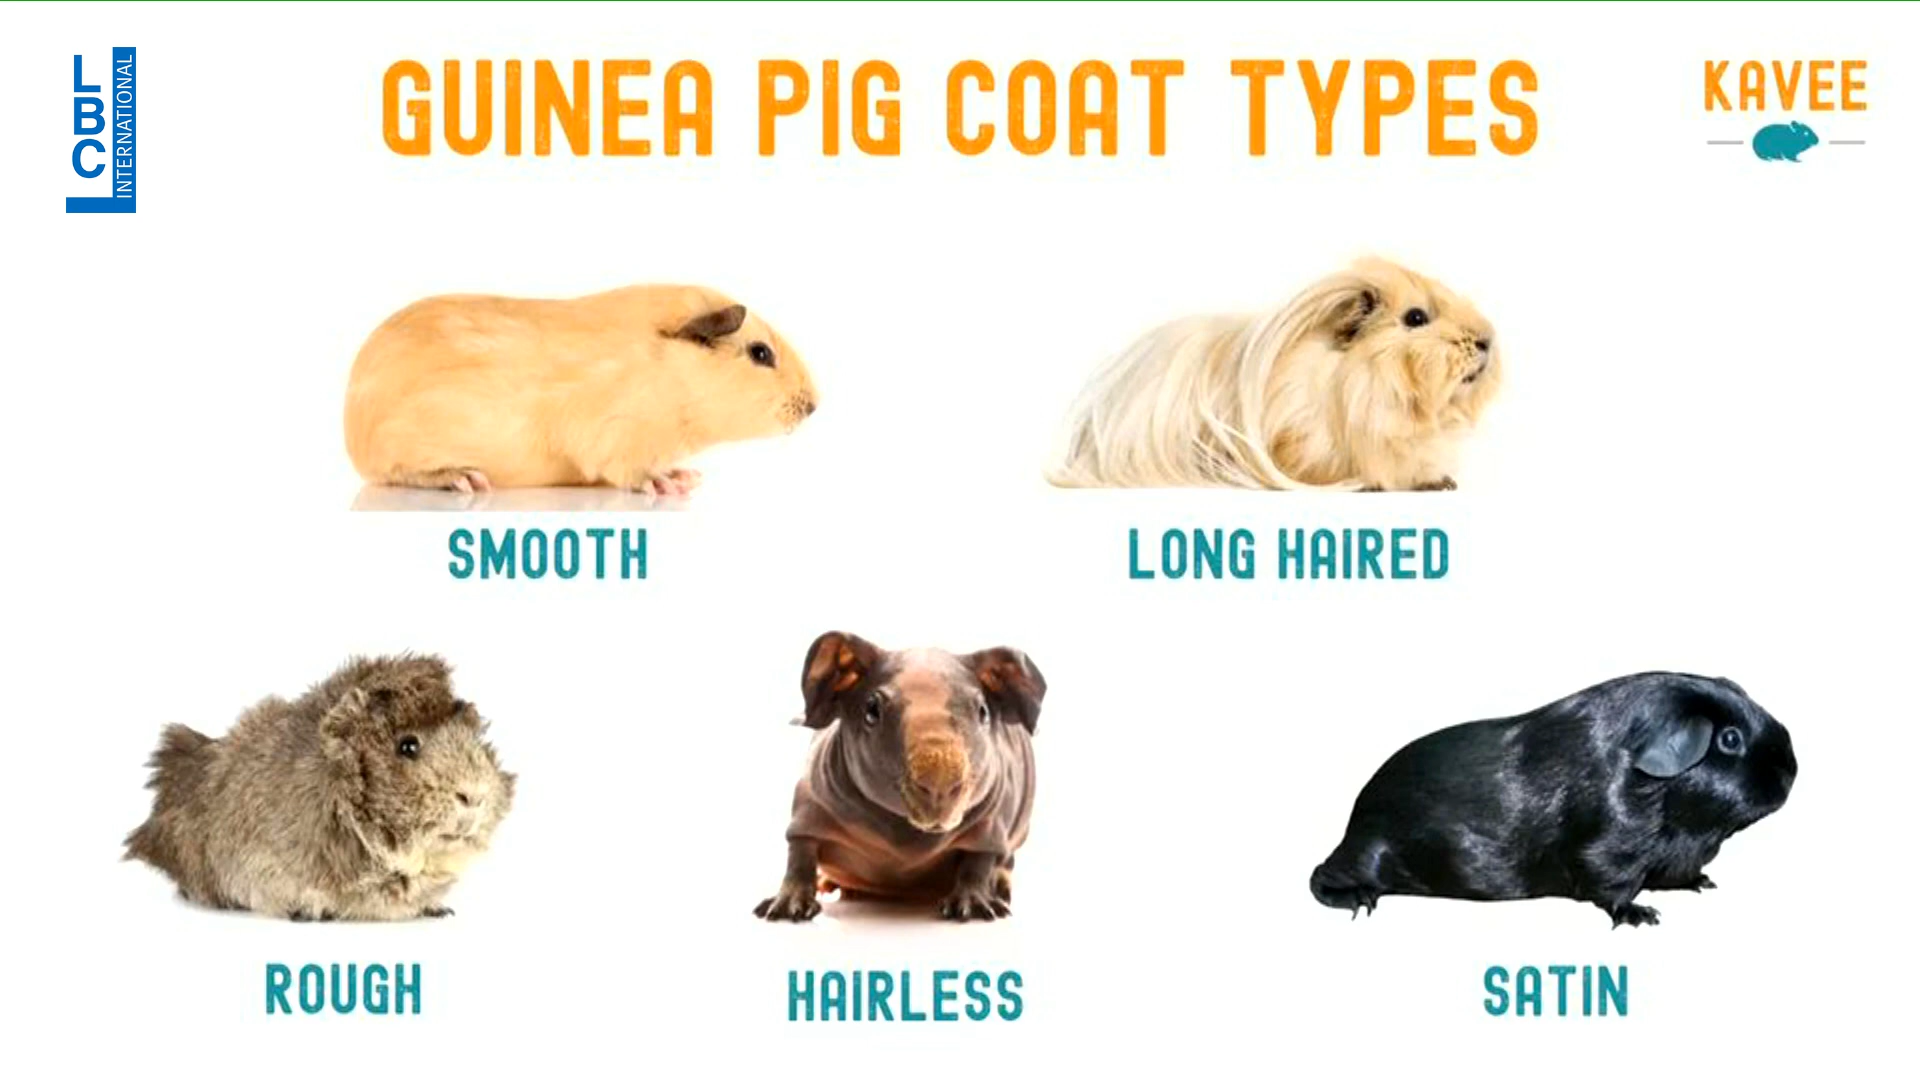 LBC
INTERNATIONAL
GUINEA PIG COAT TYPES
KAVEE
SMOOTH
LONG HAIRED
ROUGH
HAIRLESS
SATIN